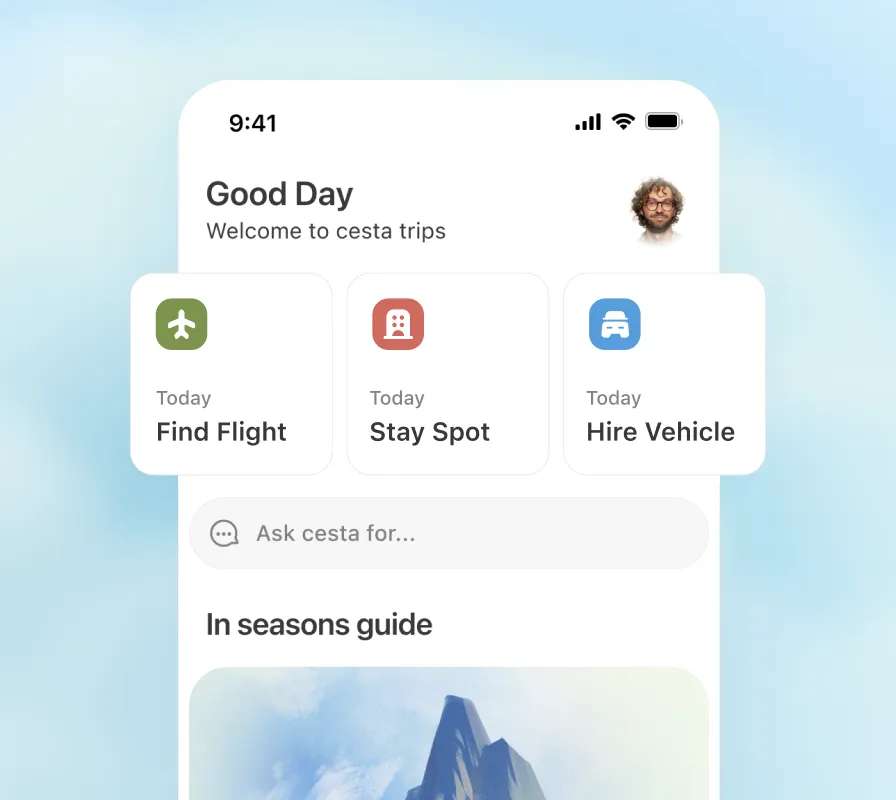 9:41
Good Day
Welcome to cesta trips
Today
Find Flight
Today
Stay Spot
Today
Hire Vehicle
Ask cesta for...
In seasons guide